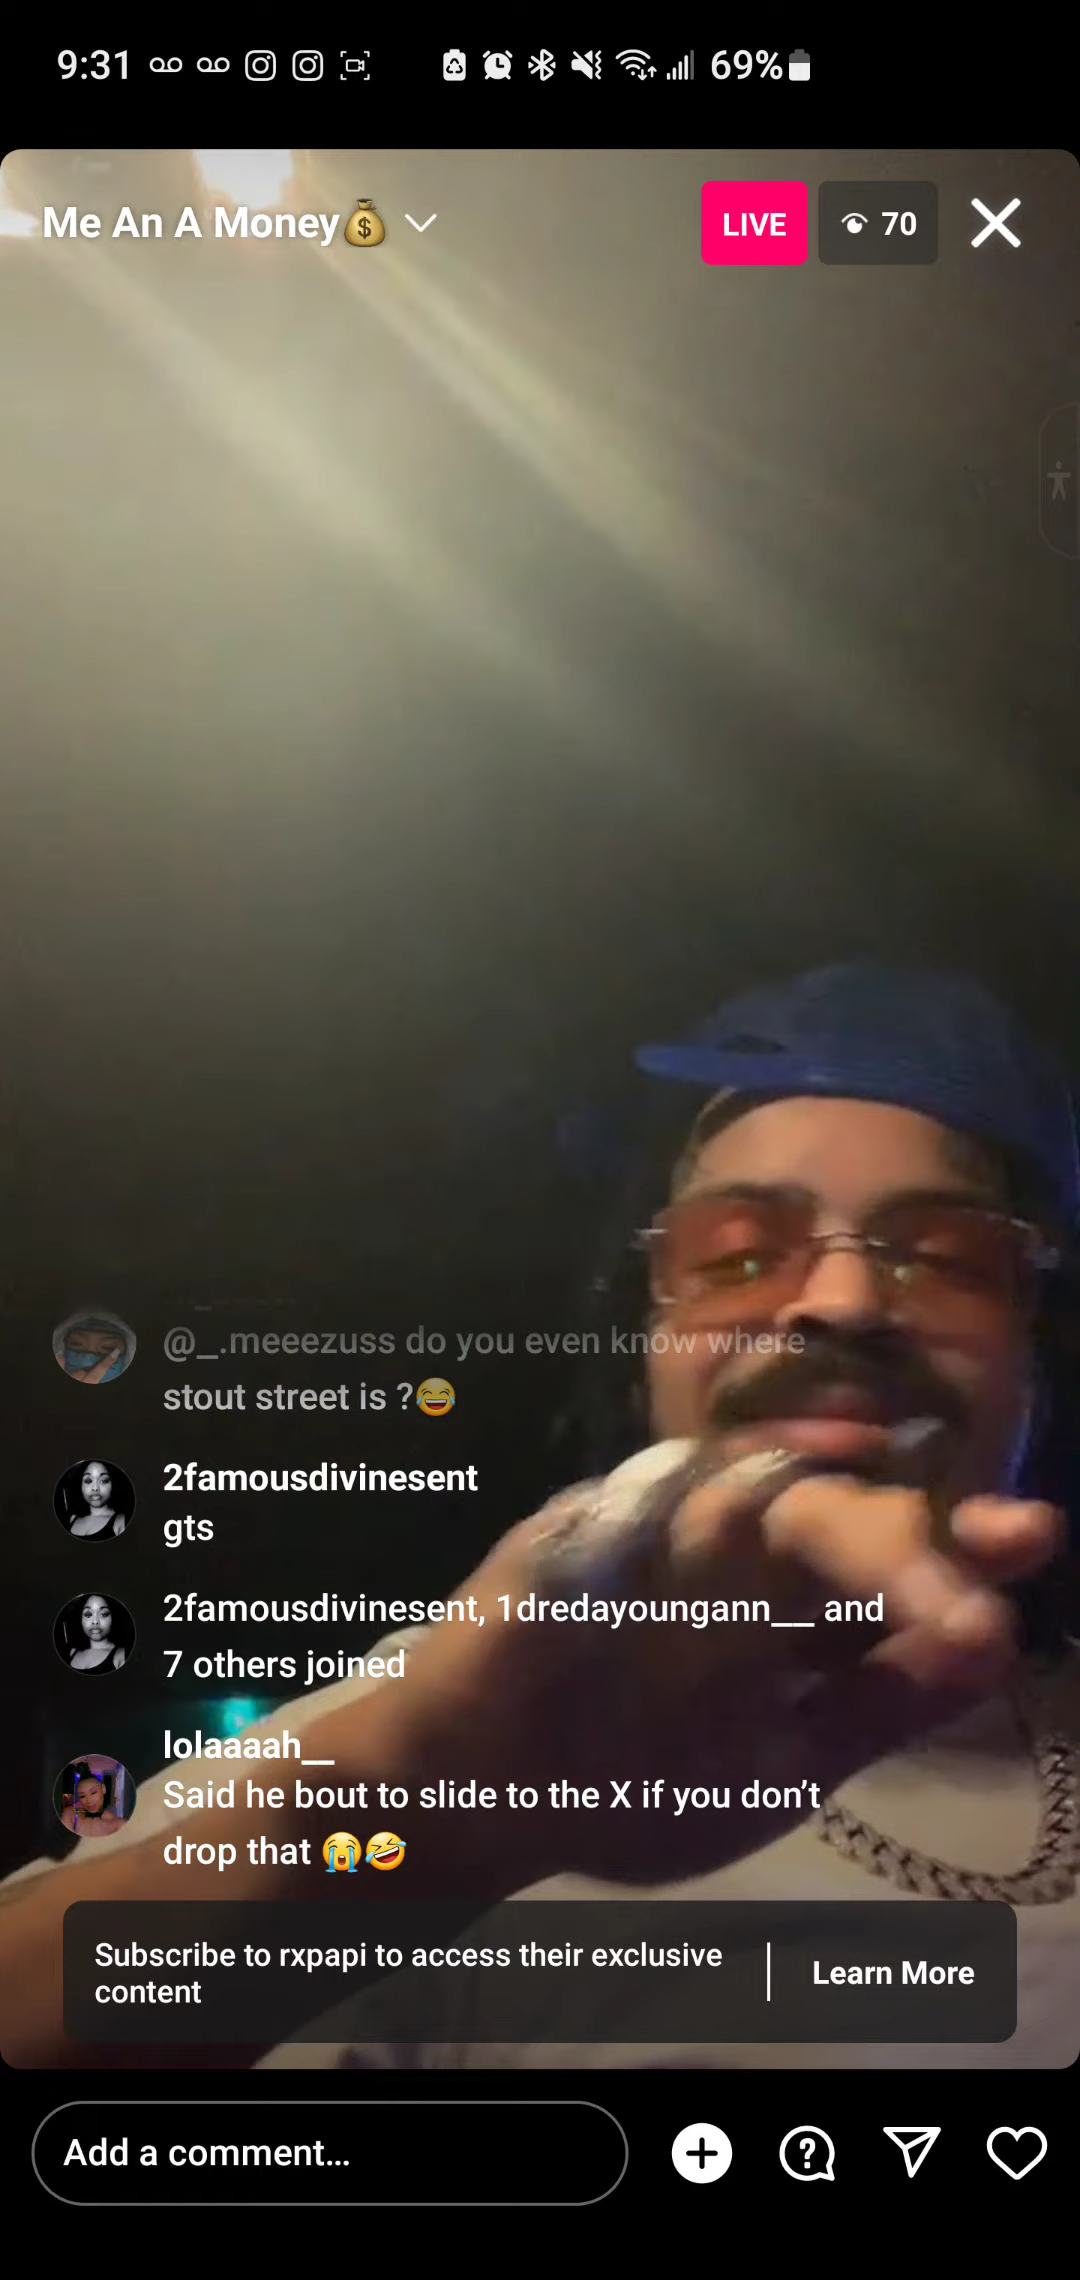 9:31
69%
Me An A Money💰
LIVE
70
@_.meeezuss do you even know where
stout street is ?😂
2famousdivinesent
gts
2famousdivinesent, 1dredayoungann__ and
7 others joined
lolaaaah__
Said he bout to slide to the X if you don’t
drop that 😭🤣
Subscribe to rxpapi to access their exclusive
content
Learn More
Add a comment...